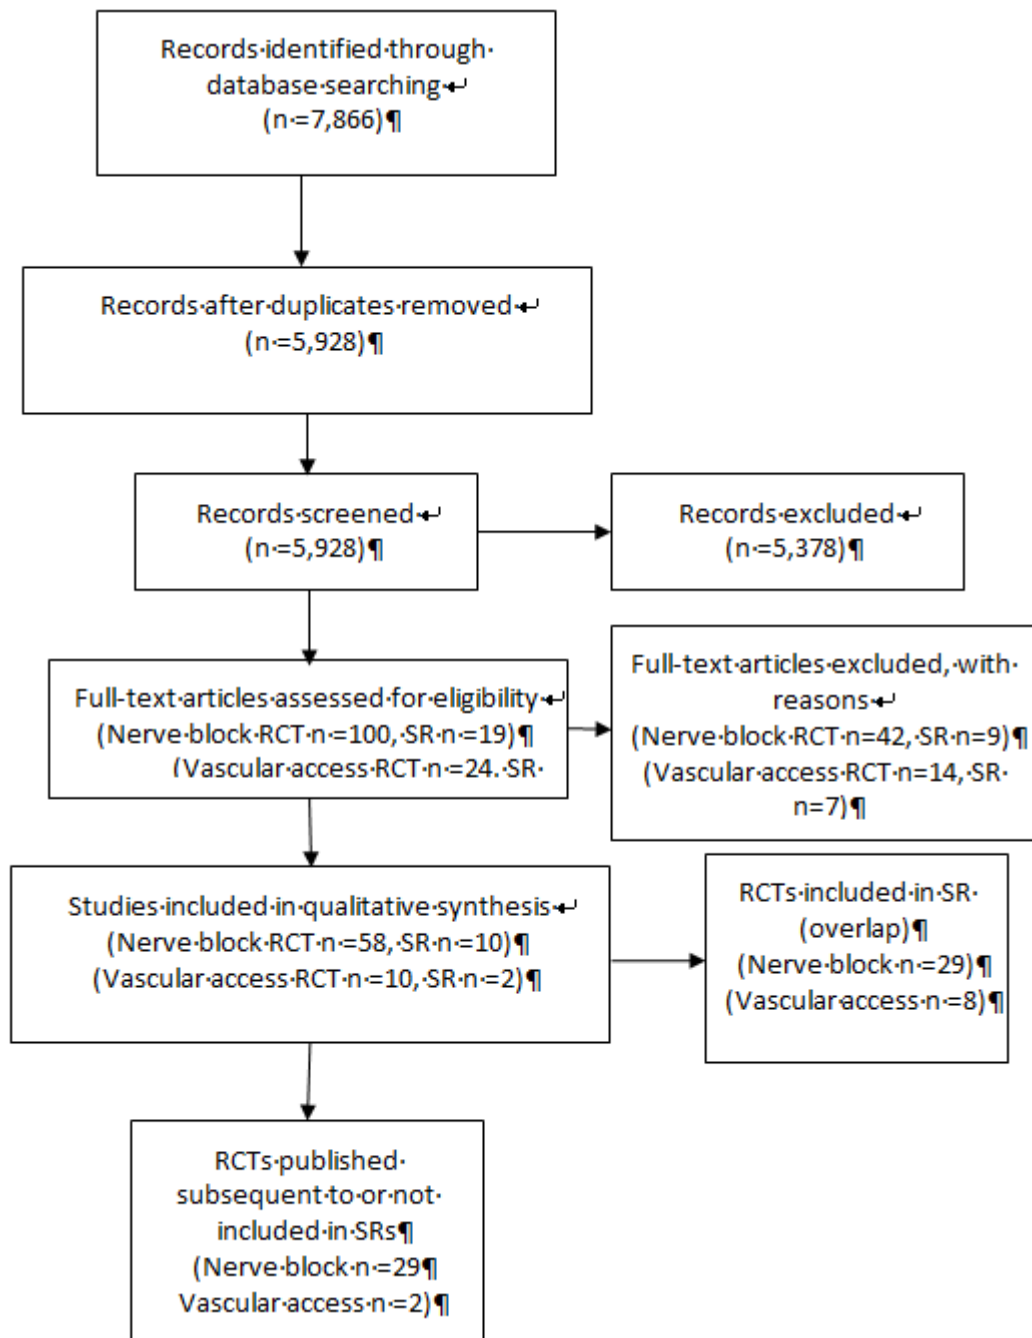 Records·identified·through·
database·searching·↵
(n·=7,866)¶
Records·after·duplicates·removed·↵
(n·=5,928)¶
Records·screened·↵
(n·=5,928)¶
Records·excluded·↵
(n·=5,378)¶
Full-text·articles·assessed·for·eligibility·↵
(Nerve·block·RCT·n·=100,·SR·n·=19)¶
(Vascular·access·RCT·n·=24.·SR·
Full-text·articles·excluded,·with·
reasons·↵
(Nerve·block·RCT·n=42,·SR·n=9)¶
(Vascular·access·RCT·n=14,·SR·
n=7)¶
Studies·included·in·qualitative·synthesis·↵
(Nerve·block·RCT·n·=58,·SR·n·=10)¶
(Vascular·access·RCT·n·=10,·SR·n·=2)¶
RCTs·included·in·SR·
(overlap)¶
(Nerve·block·n·=29)¶
(Vascular·access·n·=8)¶
RCTs·published·
subsequent·to·or·not·
included·in·SRs¶
(Nerve·block·n·=29¶
Vascular·access·n·=2)¶